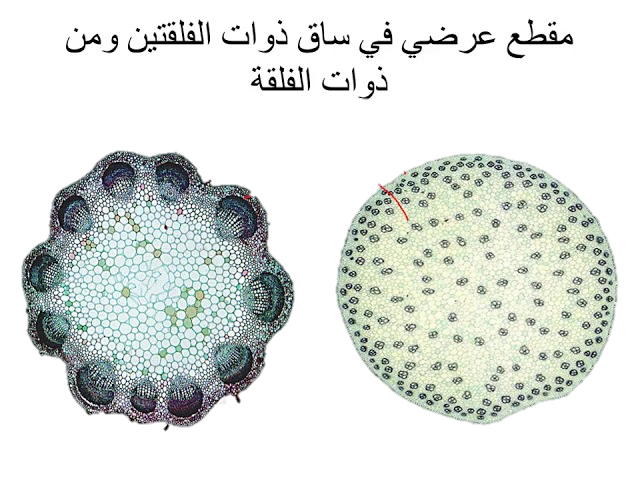 مقطع عرضي في ساق ذوات الفلقتين ومن
ذوات الفلقة